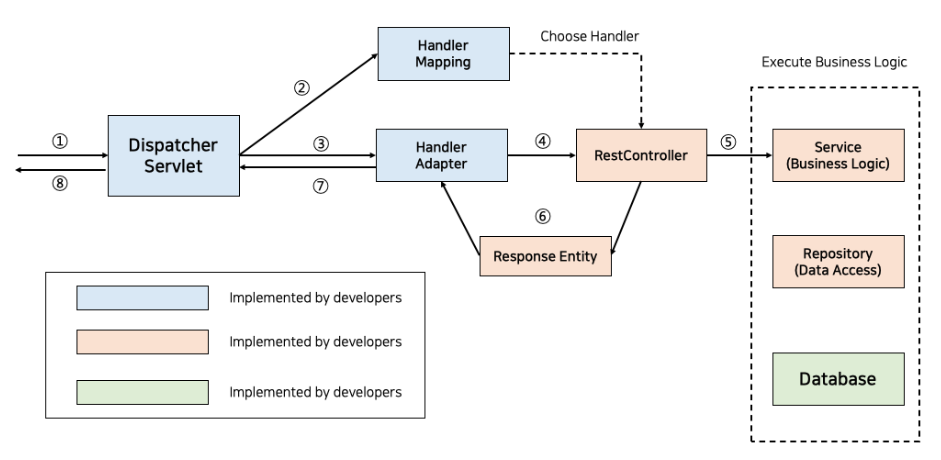 Handler
Mapping
Choose Handler
Execute Business Logic
②
①
Dispatcher
Servlet
③
Handler
Adapter
④
RestController
⑤
Service
(Business Logic)
⑧
⑦
⑥
Response Entity
Repository
(Data Access)
Implemented by developers
Implemented by developers
Implemented by developers
Database